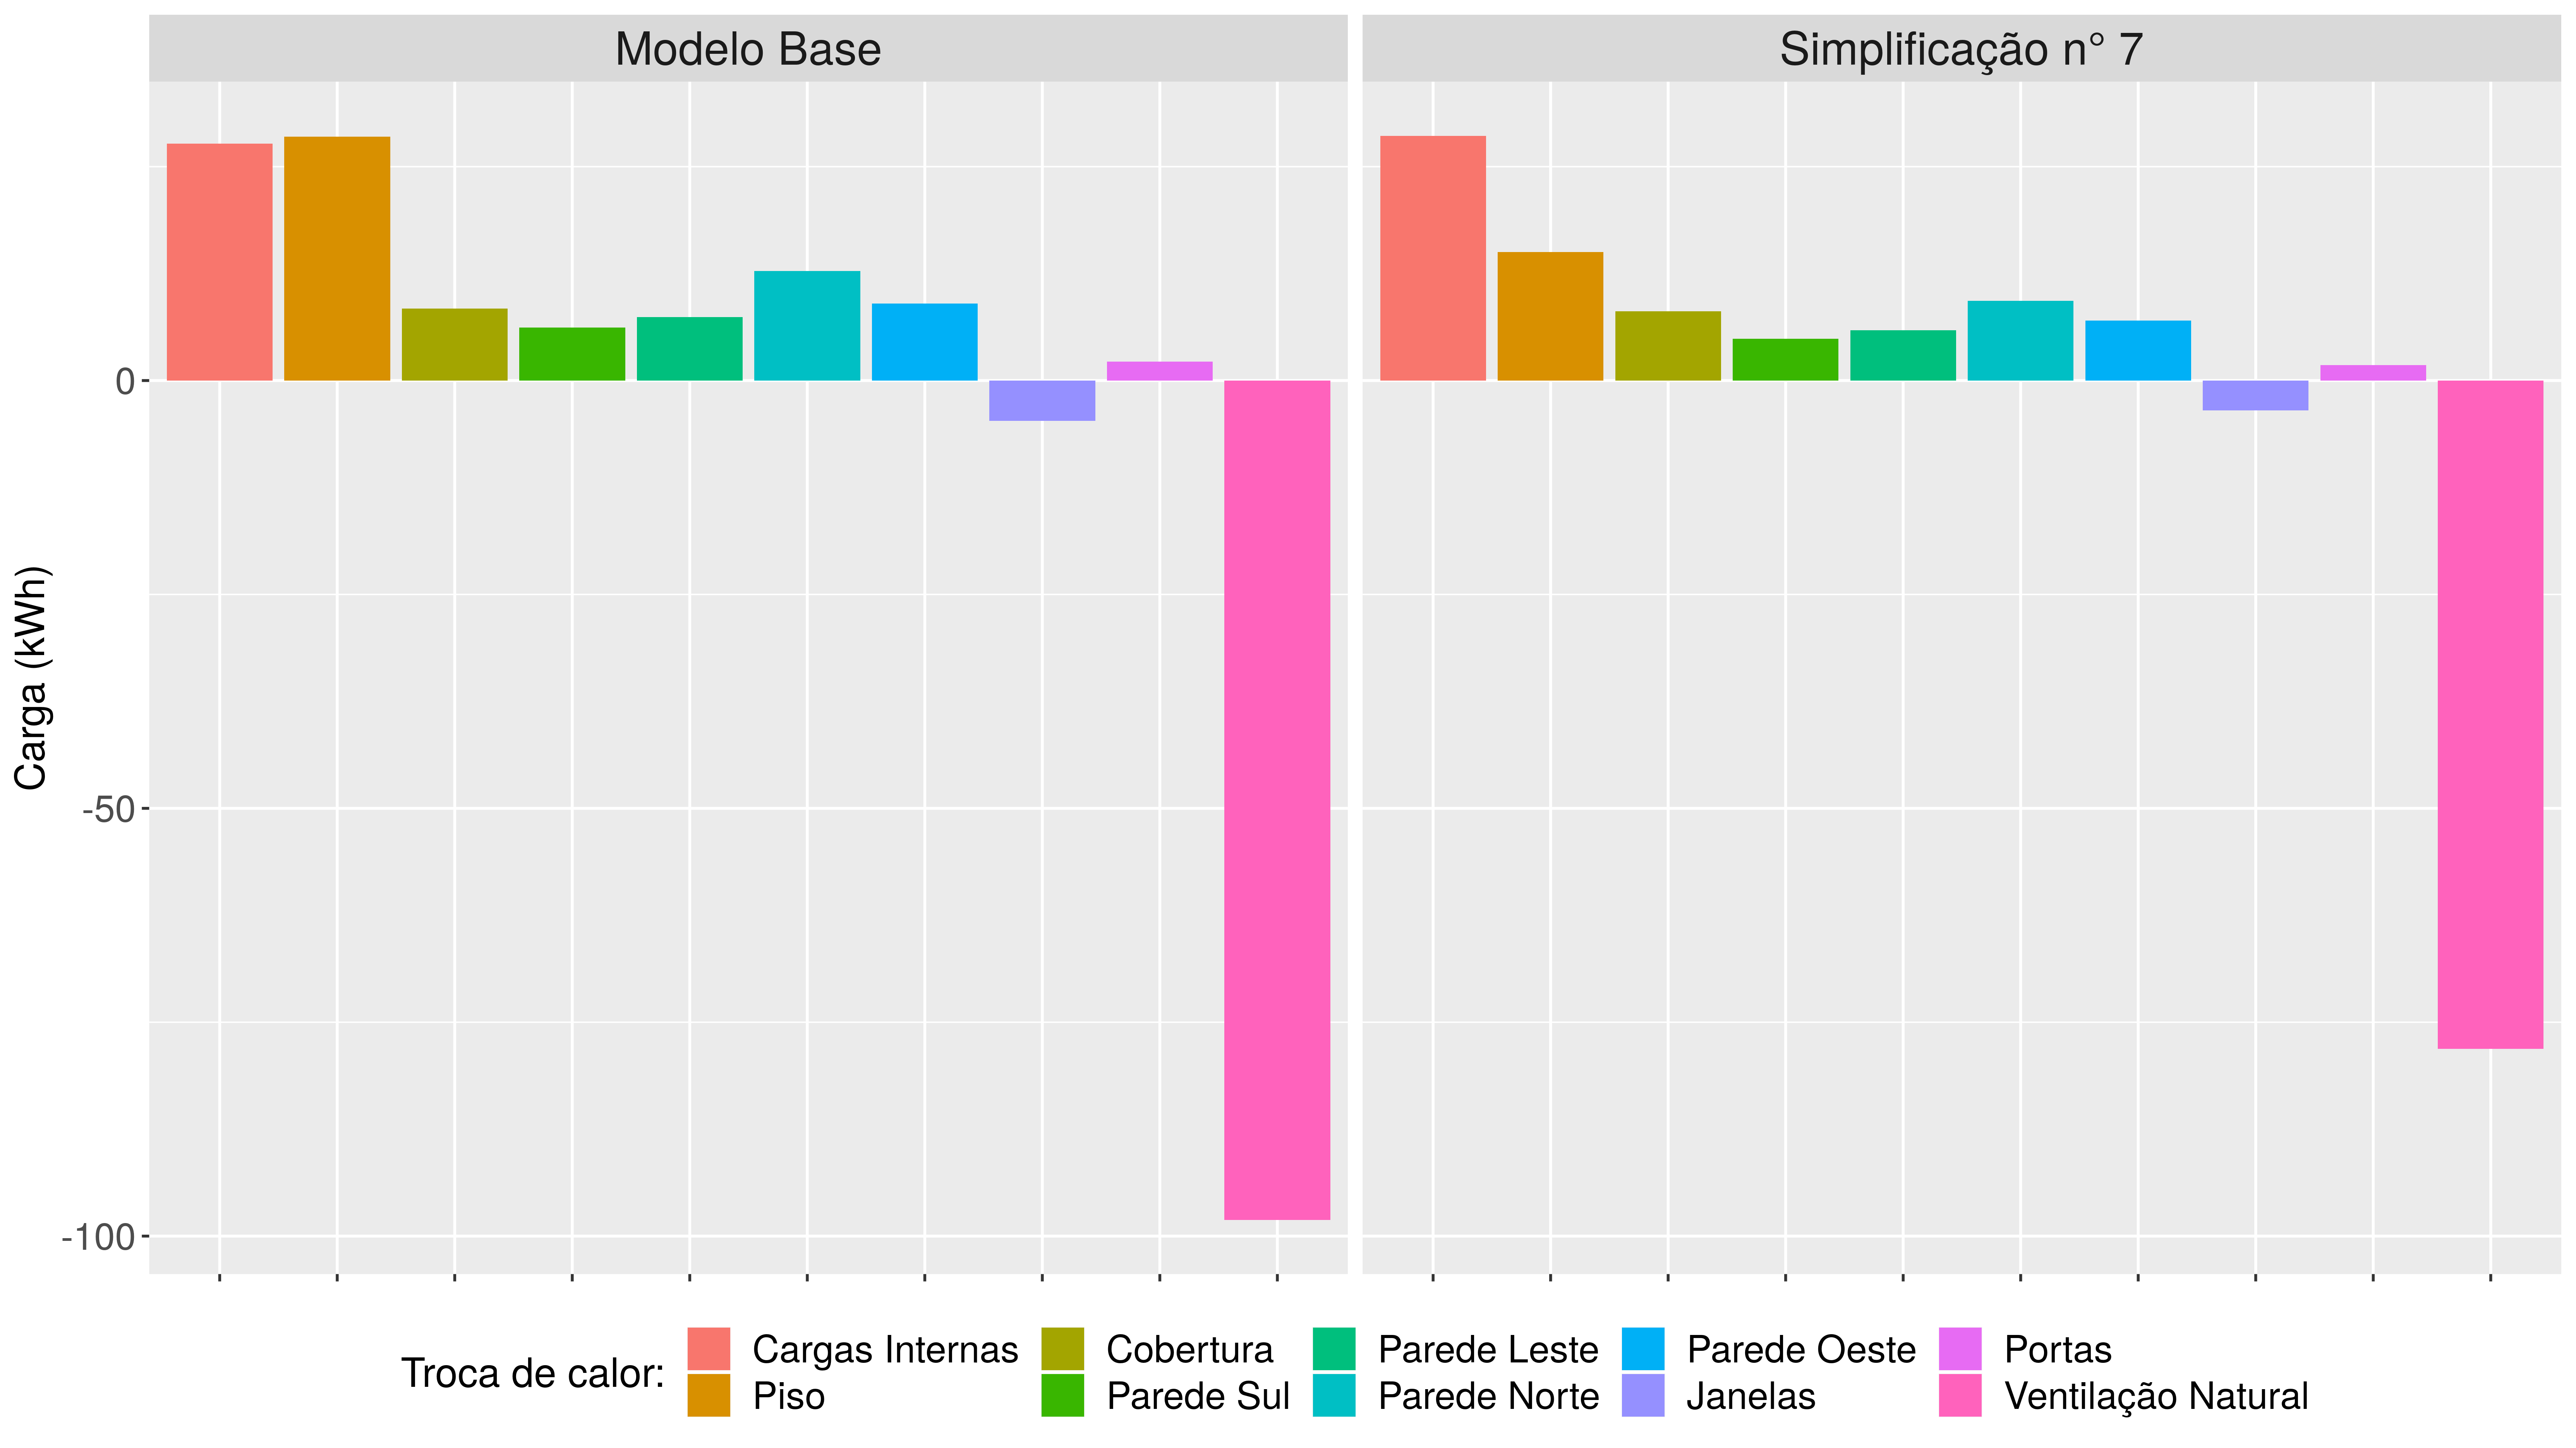 Modelo Base
Simplificação n° 7
Carga (kWh)
0
-50
-100
Troca de calor:
Cargas Internas
Cobertura
Parede Leste
Parede Oeste
Portas
Piso
Parede Sul
Parede Norte
Janelas
Ventilação Natural